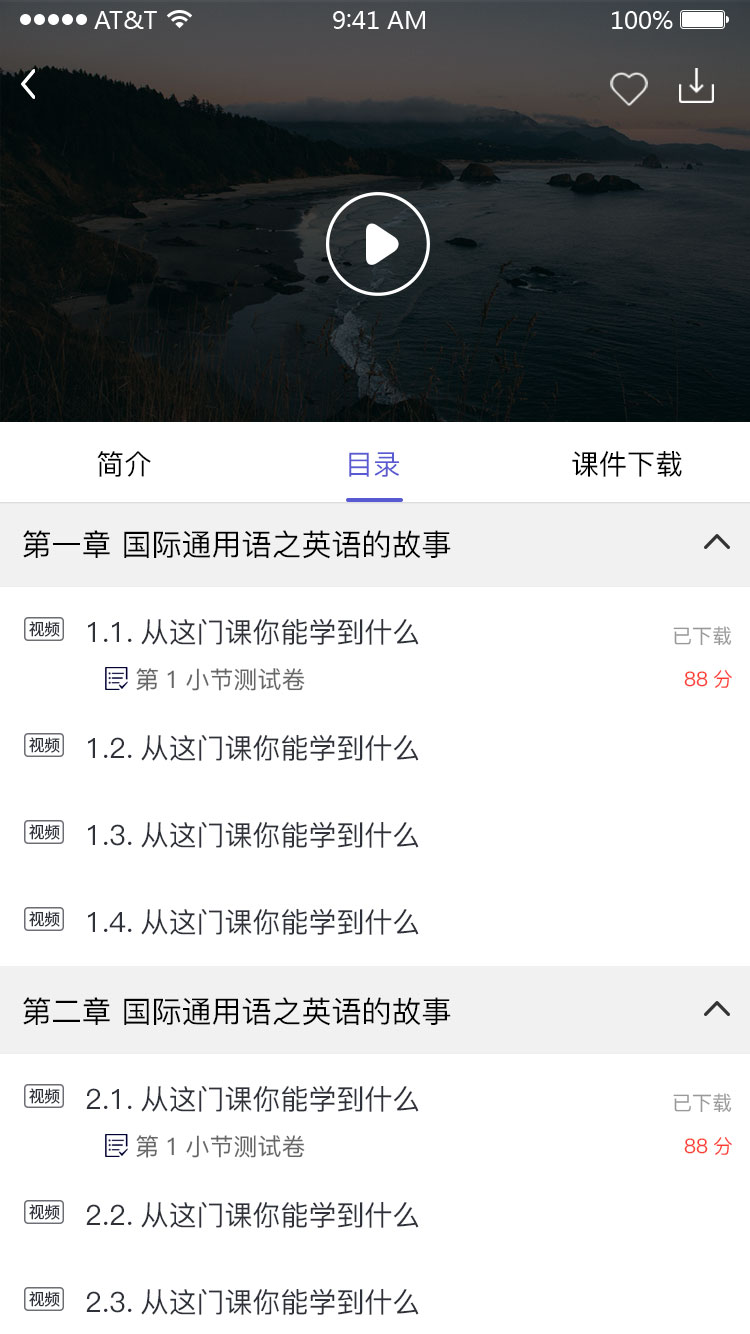 AT&T 9:41 AM 100%
简介 目录 课件下载
第一章 国际通用语之英语的故事
视频 1.1. 从这门课你能学到什么 已下载
第 1 小节测试卷 88 分
视频 1.2. 从这门课你能学到什么
视频 1.3. 从这门课你能学到什么
视频 1.4. 从这门课你能学到什么
第二章 国际通用语之英语的故事
视频 2.1. 从这门课你能学到什么 已下载
第 1 小节测试卷 88 分
视频 2.2. 从这门课你能学到什么
视频 2.3. 从这门课你能学到什么